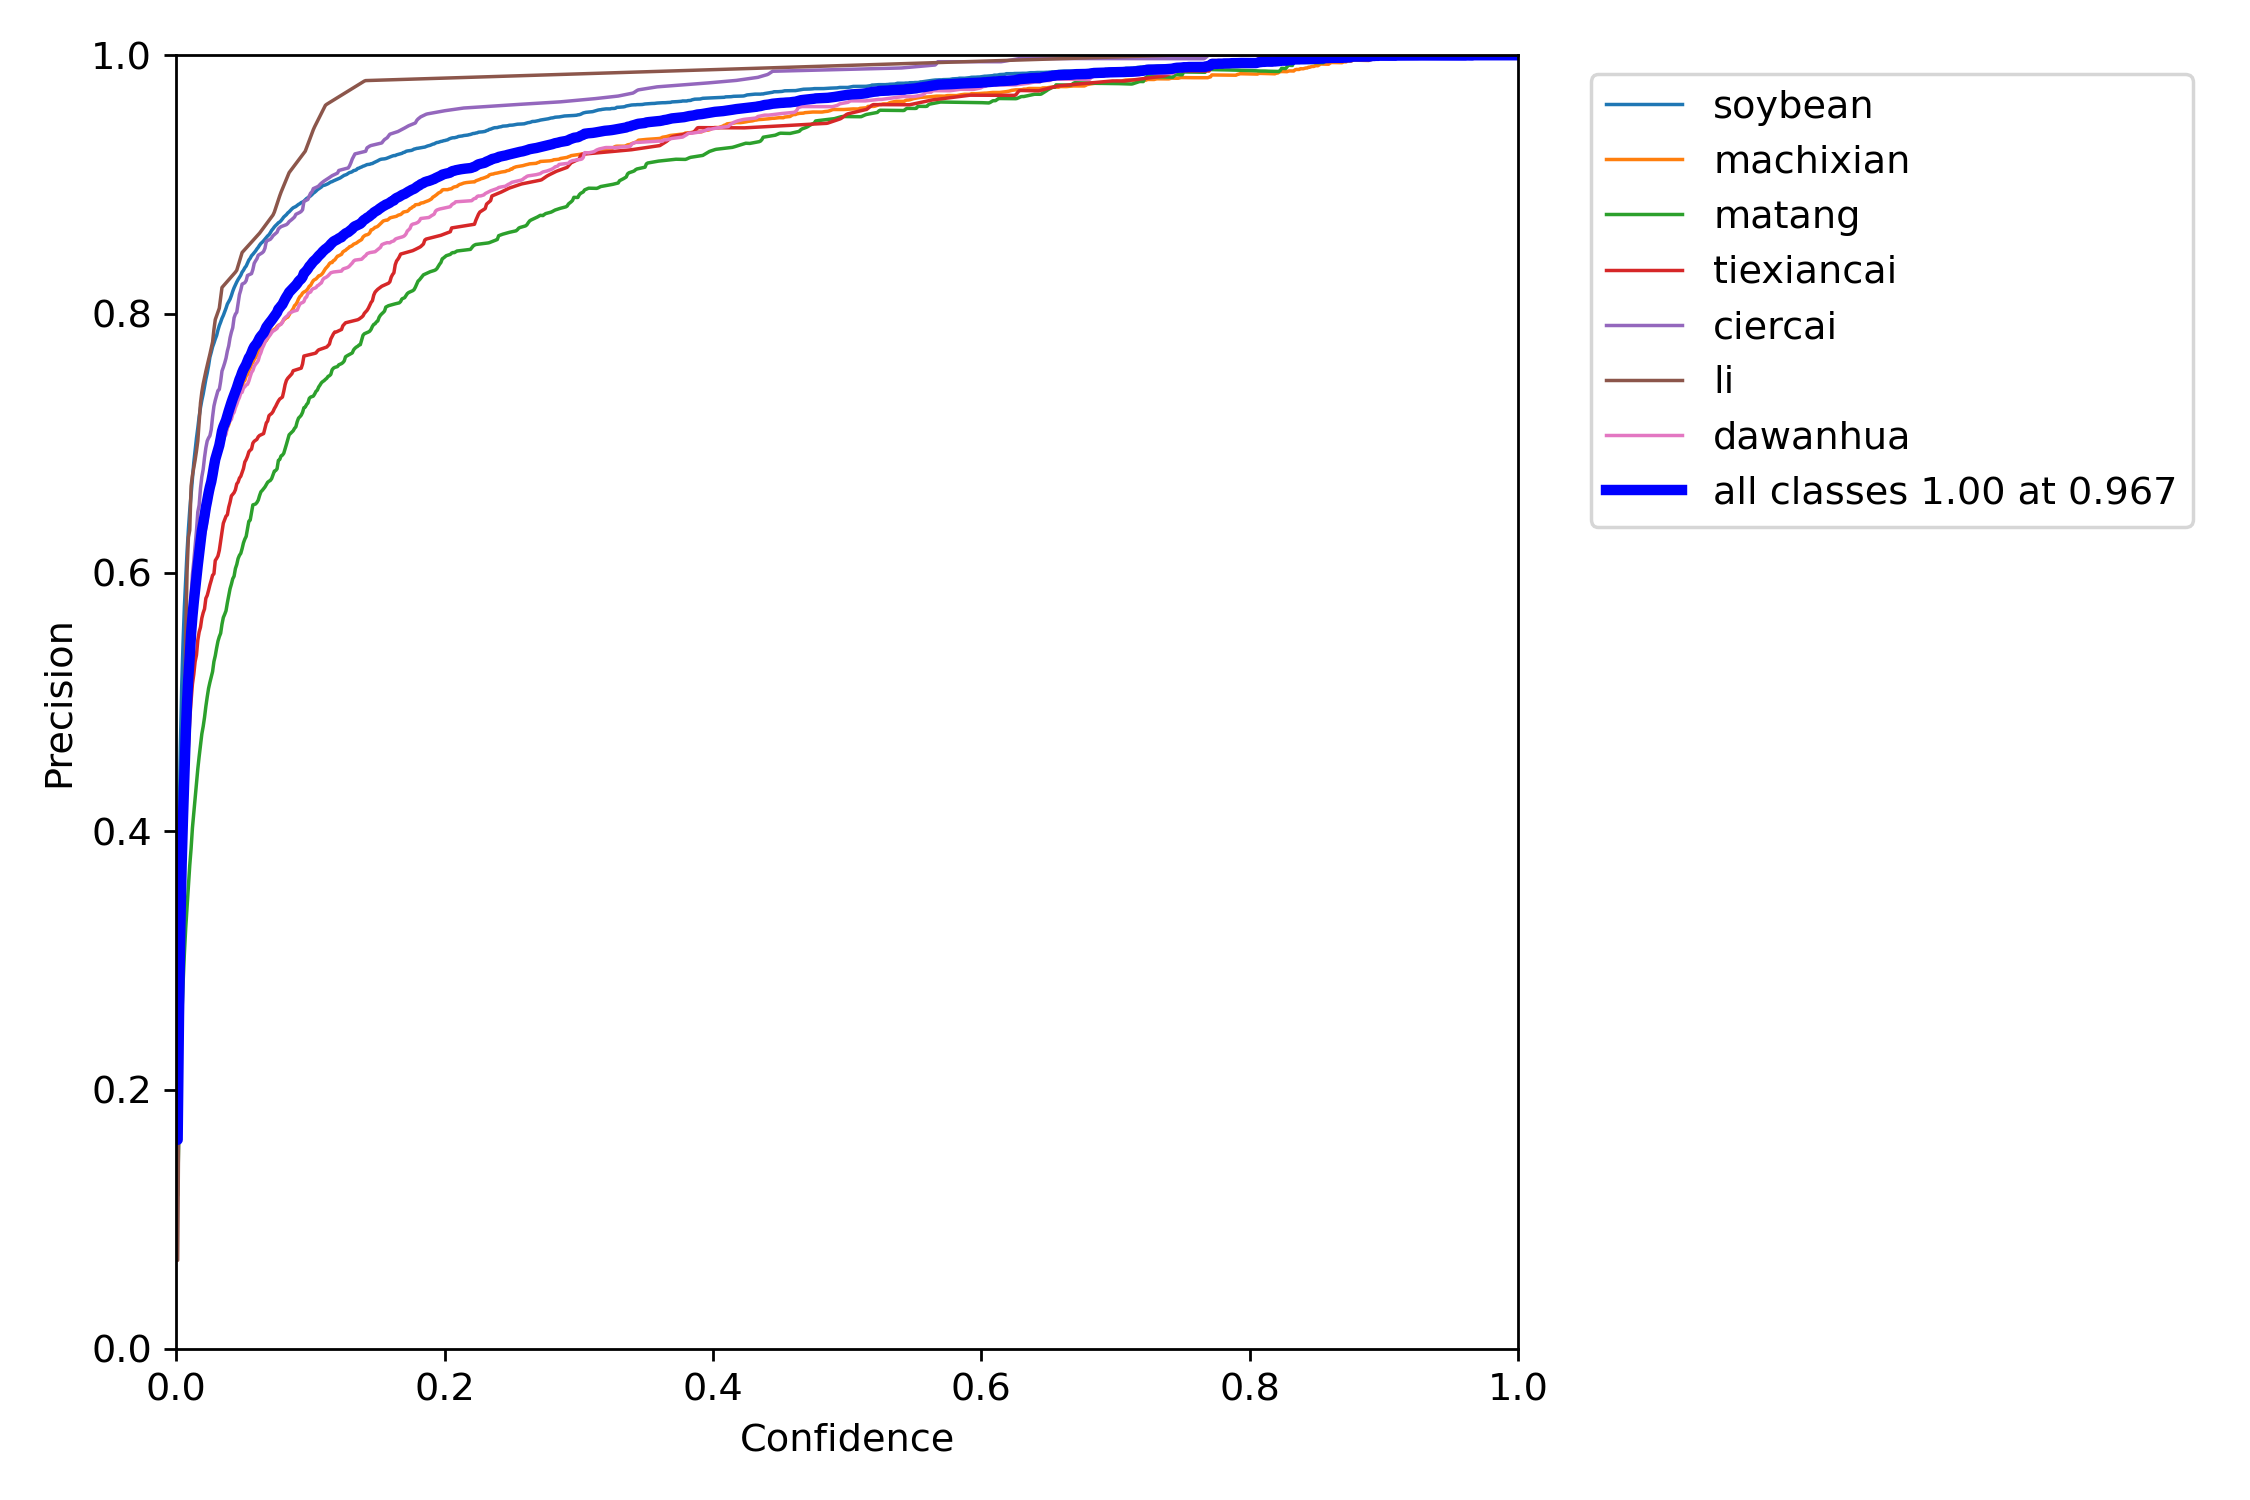 1.0
0.8
0.6
0.4
0.2
0.0
Precision
0.0 0.2 0.4 0.6 0.8 1.0
Confidence
soybean
machixian
matang
tiexiancai
ciercai
li
dawanhua
all classes 1.00 at 0.967